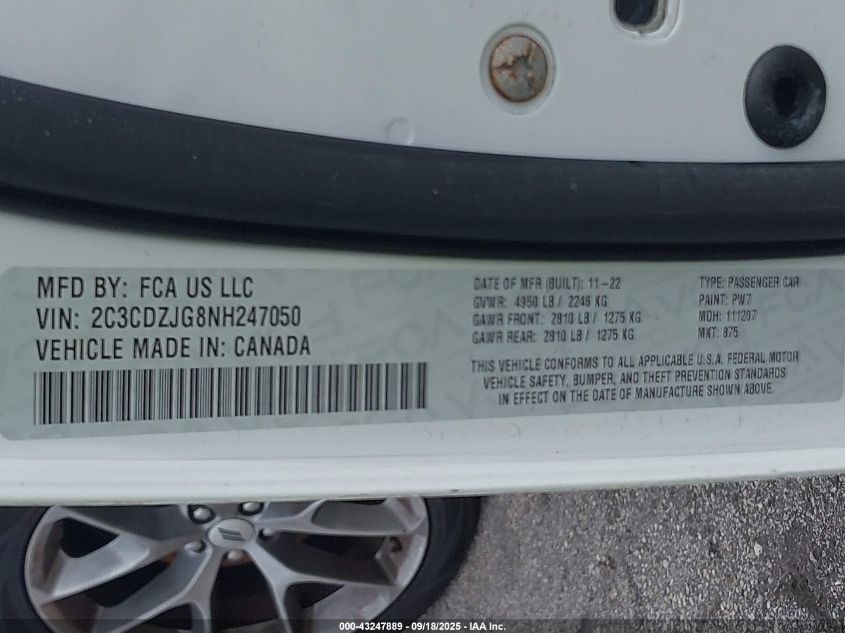 MFD BY: FCA US LLC
VIN: 2C3CDZJG8NH247050
VEHICLE MADE IN: CANADA
DATE OF MFR (BUILT): 11-22
GVWR: 4950 LB / 2246 KG
GAWR FRONT: 2810 LB / 1275 KG
GAWR REAR: 2810 LB / 1275 KG
TYPE: PASSENGER CAR
PAINT: PW7
MDH: 111207
MKT: 875
THIS VEHICLE CONFORMS TO ALL APPLICABLE U.S.A. FEDERAL MOTOR
VEHICLE SAFETY, BUMPER, AND THEFT PREVENTION STANDARDS
IN EFFECT ON THE DATE OF MANUFACTURE SHOWN ABOVE.
000-43247889 - 09/18/2025 - IAA Inc.